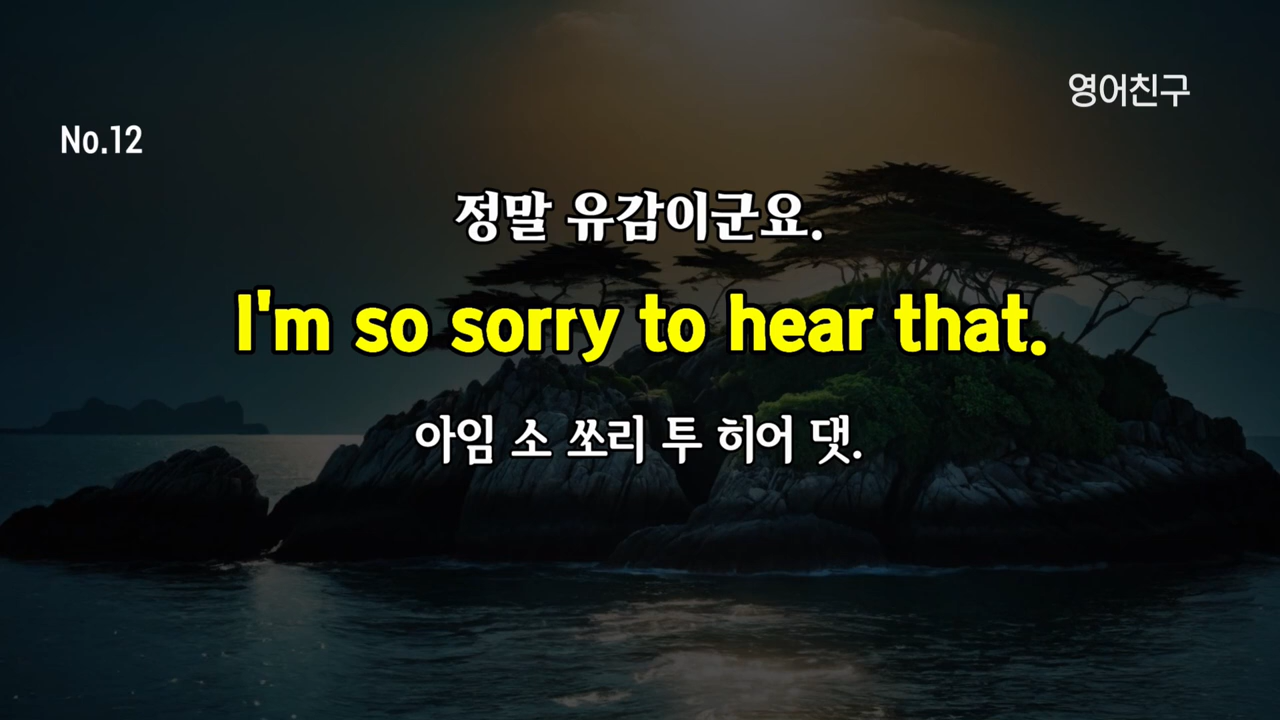 영어친구
No.12
정말 유감이군요.
I'm so sorry to hear that.
아임 소 쏘리 투 히어 댓.